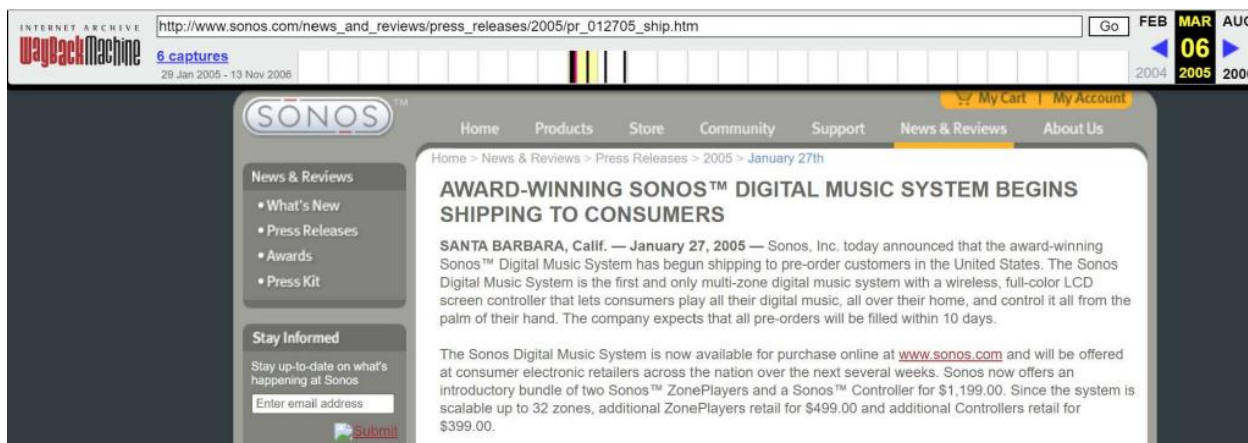 INTERNET ARCHIVE
WayBackMachine
http://www.sonos.com/news_and_reviews/press_releases/2005/pr_012705_ship.htm
Go
FEB MAR AUG
6 captures
06
29 Jan 2005 - 13 Nov 2006
2004 2005 2006
SONOS™
My Cart | My Account
Home Products Store Community Support News & Reviews About Us
Home > News & Reviews > Press Releases > 2005 > January 27th
News & Reviews
• What's New
• Press Releases
• Awards
• Press Kit
Stay Informed
Stay up-to-date on what's
happening at Sonos
Enter email address
Submit
AWARD-WINNING SONOS™ DIGITAL MUSIC SYSTEM BEGINS
SHIPPING TO CONSUMERS
SANTA BARBARA, Calif. — January 27, 2005 — Sonos, Inc. today announced that the award-winning
Sonos™ Digital Music System has begun shipping to pre-order customers in the United States. The Sonos
Digital Music System is the first and only multi-zone digital music system with a wireless, full-color LCD
screen controller that lets consumers play all their digital music, all over their home, and control it all from the
palm of their hand. The company expects that all pre-orders will be filled within 10 days.
The Sonos Digital Music System is now available for purchase online at www.sonos.com and will be offered
at consumer electronic retailers across the nation over the next several weeks. Sonos now offers an
introductory bundle of two Sonos™ ZonePlayers and a Sonos™ Controller for $1,199.00. Since the system is
scalable up to 32 zones, additional ZonePlayers retail for $499.00 and additional Controllers retail for
$399.00.